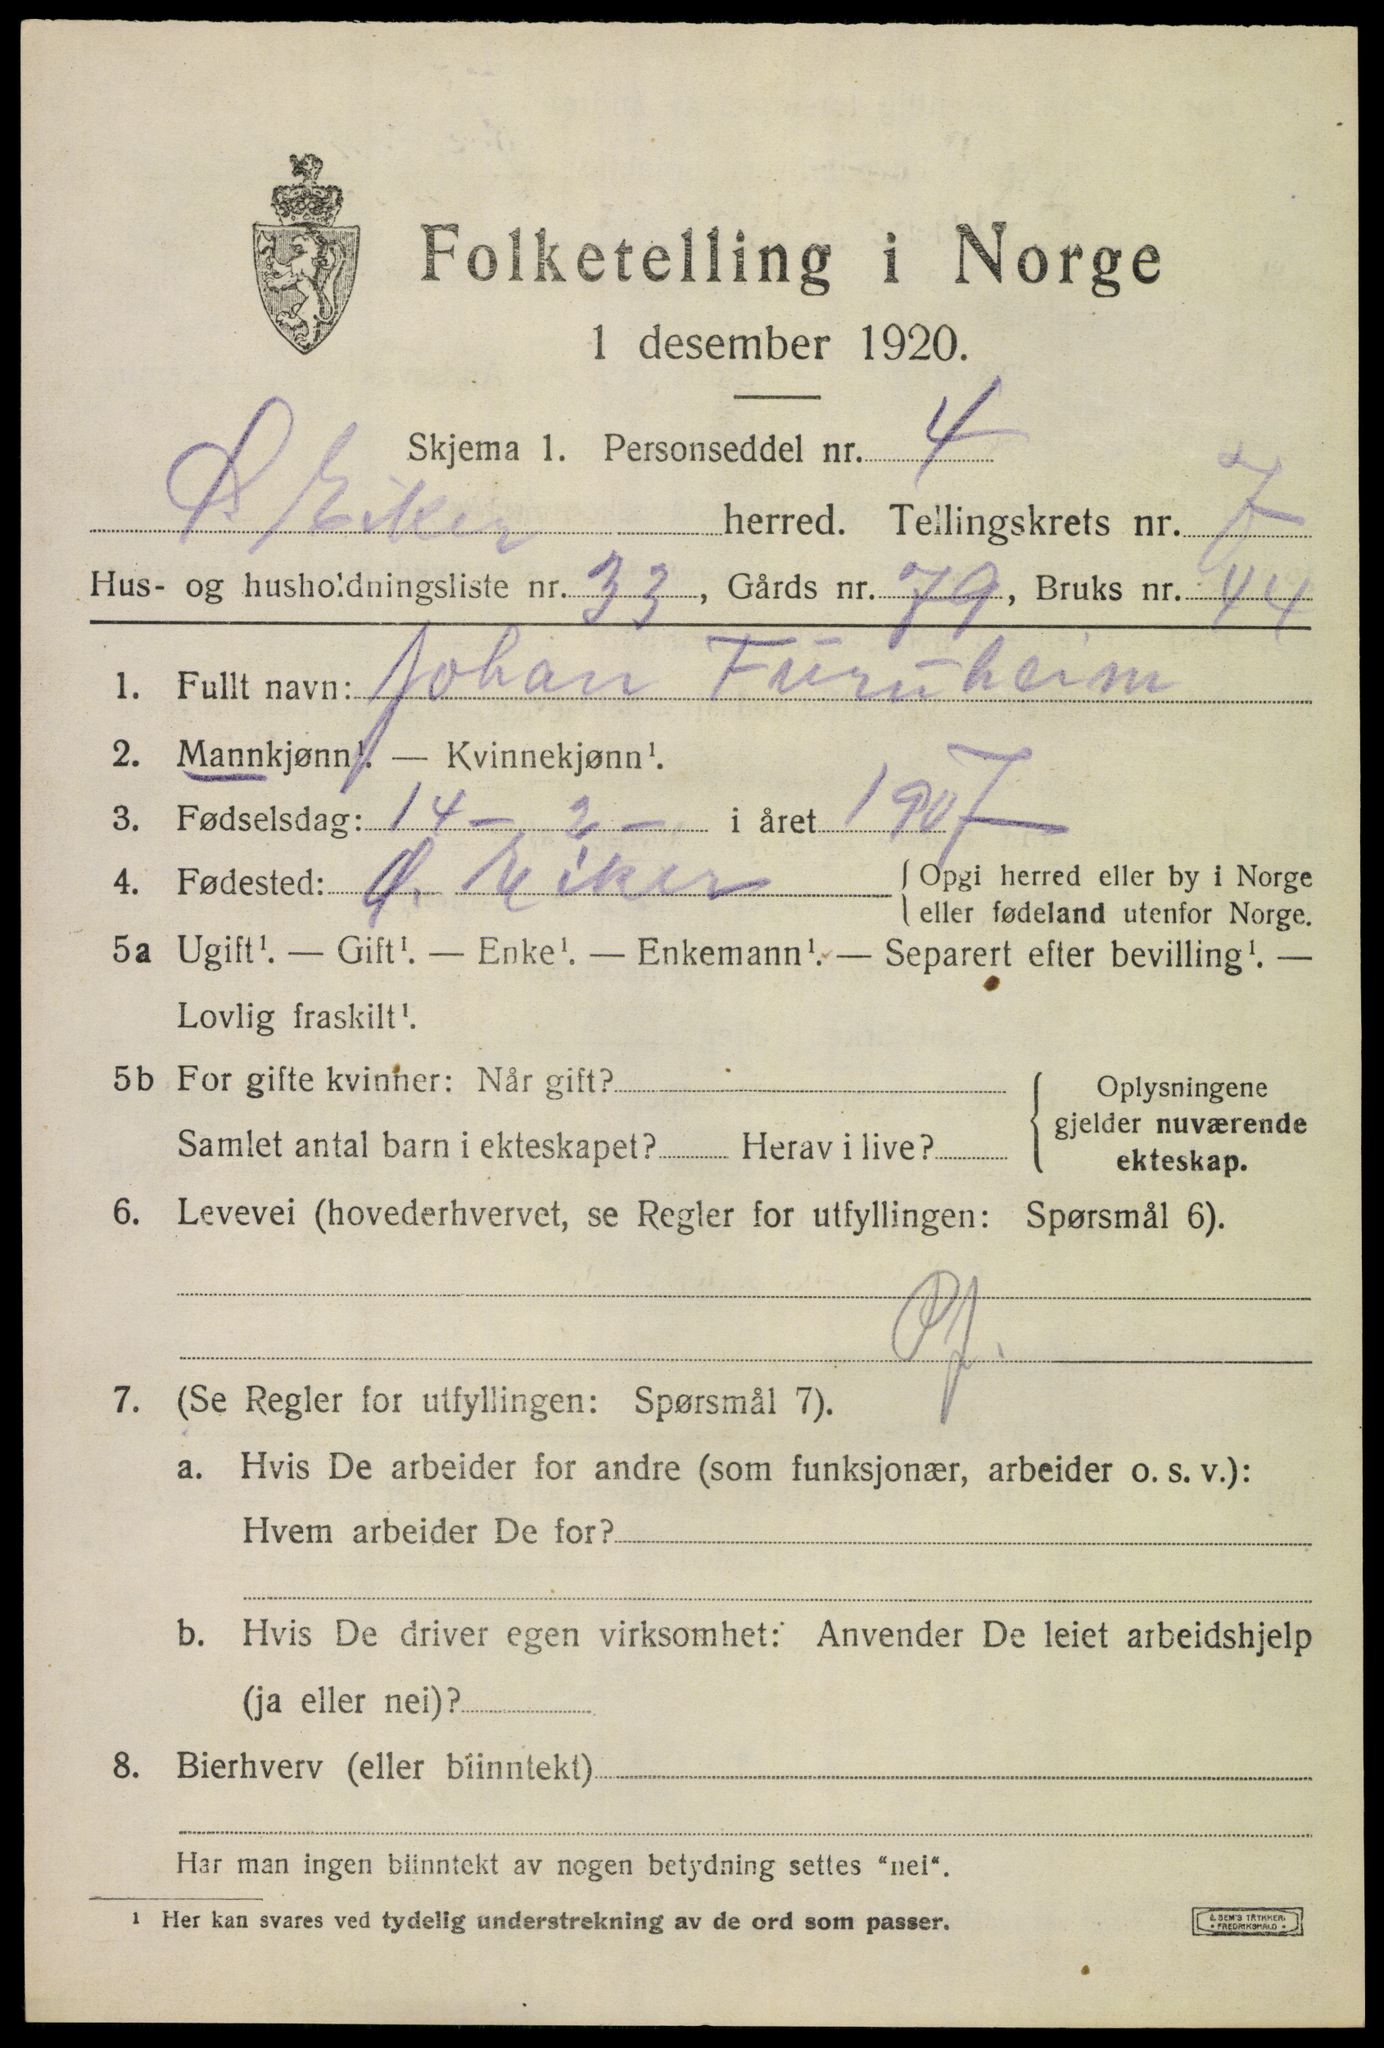 Folketelling i Norge
1 desember 1920.
Skjema 1. Personseddel nr. 4
Ø. Eiker herred. Tellingskrets nr. 7
Hus- og husholdningsliste nr. 33, Gårds nr. 79, Bruks nr. 44
1. Fullt navn: Johan Furuheim
2. Mannkjønn¹. — Kvinnekjønn¹.
3. Fødselsdag: 14 - 2 - i året 1907
4. Fødested: Ø. Eiker {Opgi herred eller by i Norge
eller fødeland utenfor Norge.
5a Ugift¹. — Gift¹. — Enke¹. — Enkemann¹. — Separert efter bevilling¹. —
Lovlig fraskilt¹.
5b For gifte kvinner: Når gift?
Samlet antal barn i ekteskapet? Herav i live?
{Oplysningene
gjelder nuværende
ekteskap.
6. Levevei (hovederhvervet, se Regler for utfyllingen: Spørsmål 6).
7. (Se Regler for utfyllingen: Spørsmål 7).
a. Hvis De arbeider for andre (som funksjonær, arbeider o. s. v.):
Hvem arbeider De for?
b. Hvis De driver egen virksomhet: Anvender De leiet arbeidshjelp
(ja eller nei)?
8. Bierhverv (eller biinntekt)
Har man ingen biinntekt av nogen betydning settes "nei".
¹ Her kan svares ved tydelig understrekning av de ord som passer.
E. SEM'S TRYKKERI
• FREDRIKSHALD •